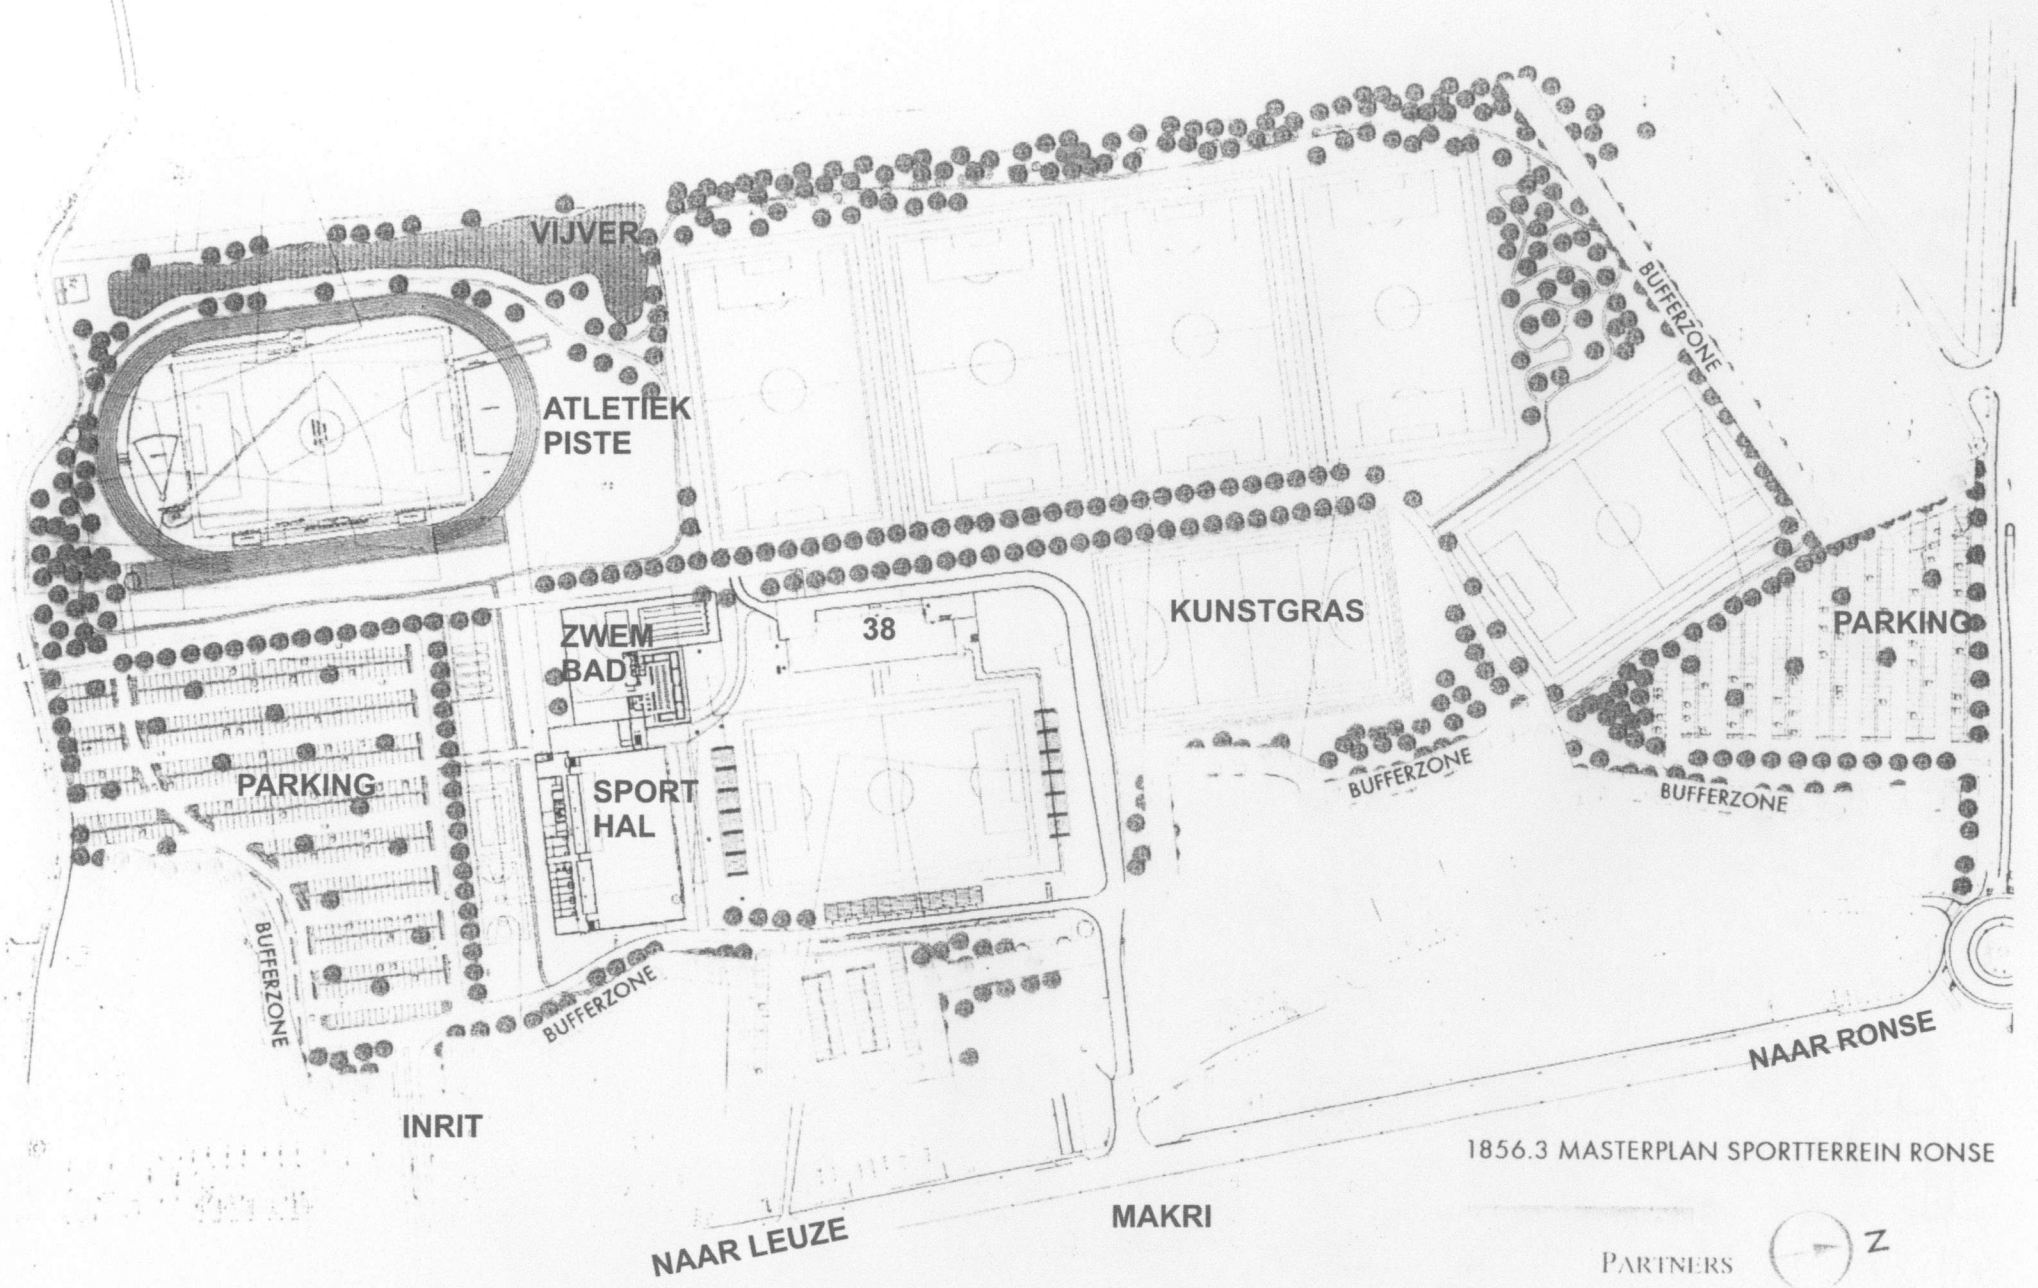 VIJVER
BUFFERZONE
ATLETIEK
PISTE
KUNSTGRAS
PARKING
ZWEM
BAD
38
PARKING
SPORT
HAL
BUFFERZONE
BUFFERZONE
BUFFERZONE
BUFFERZONE
INRIT
NAAR RONSE
1856.3 MASTERPLAN SPORTTERREIN RONSE
MAKRI
NAAR LEUZE
PARTNERS
Z